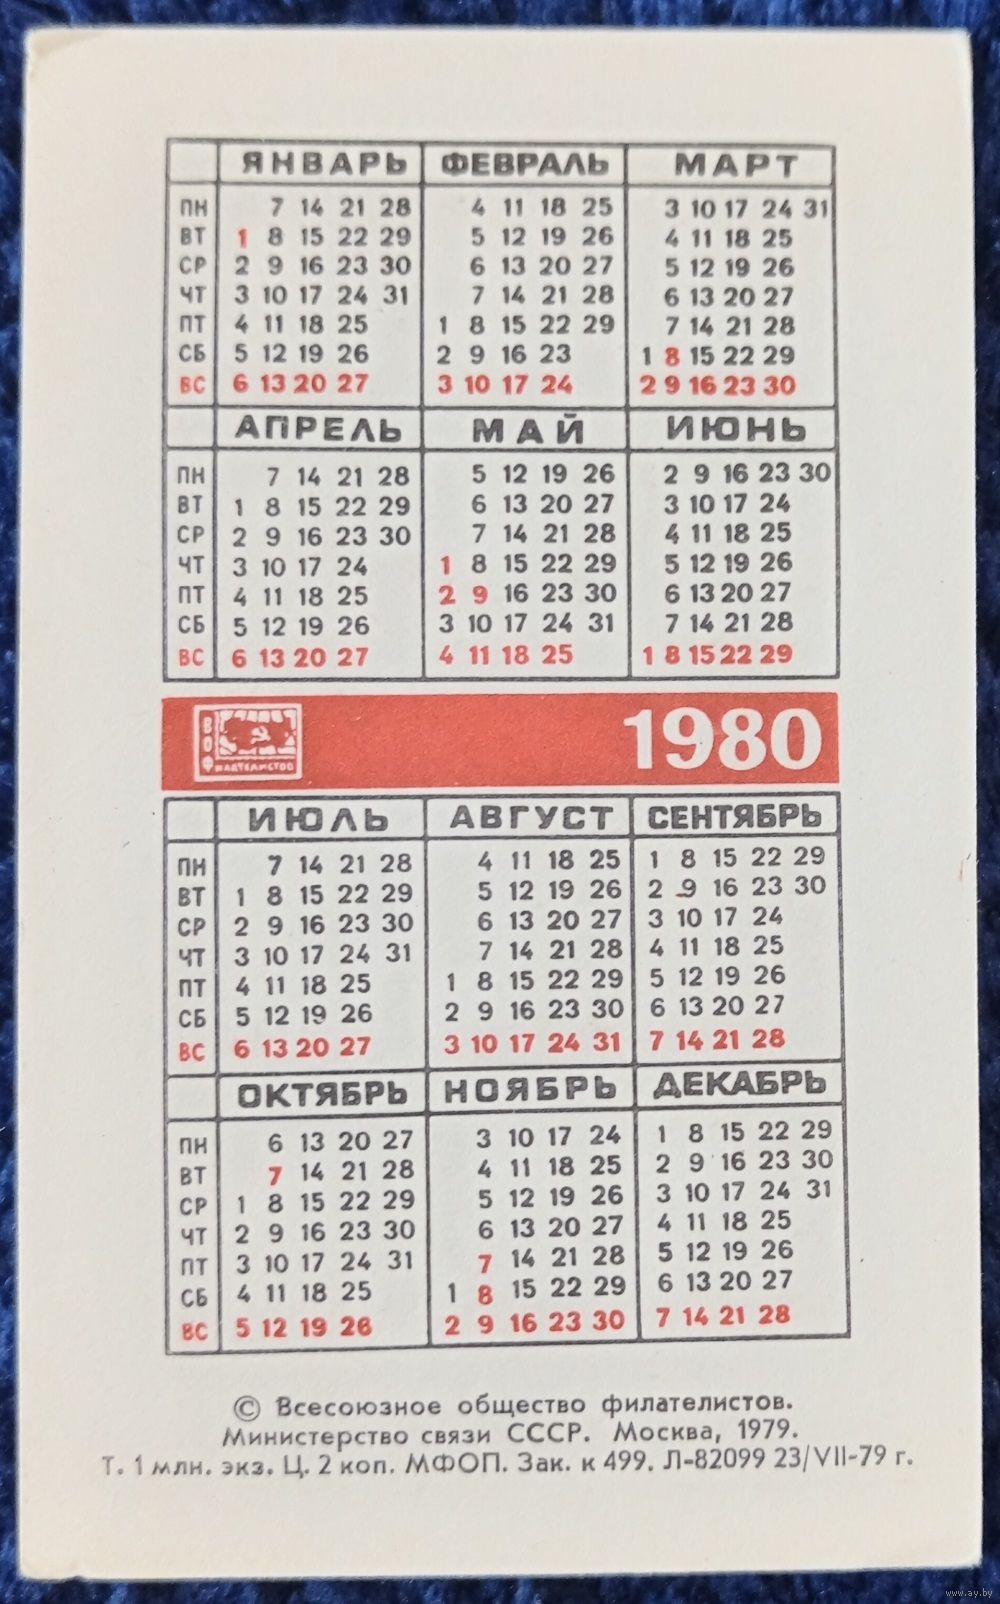 ЯНВАРЬ ФЕВРАЛЬ МАРТ
ПН 7 14 21 28 4 11 18 25 3 10 17 24 31
ВТ 1 8 15 22 29 5 12 19 26 4 11 18 25
СР 2 9 16 23 30 6 13 20 27 5 12 19 26
ЧТ 3 10 17 24 31 7 14 21 28 6 13 20 27
ПТ 4 11 18 25 1 8 15 22 29 7 14 21 28
СБ 5 12 19 26 2 9 16 23 1 8 15 22 29
ВС 6 13 20 27 3 10 17 24 2 9 16 23 30
АПРЕЛЬ МАЙ ИЮНЬ
ПН 7 14 21 28 5 12 19 26 2 9 16 23 30
ВТ 1 8 15 22 29 6 13 20 27 3 10 17 24
СР 2 9 16 23 30 7 14 21 28 4 11 18 25
ЧТ 3 10 17 24 1 8 15 22 29 5 12 19 26
ПТ 4 11 18 25 2 9 16 23 30 6 13 20 27
СБ 5 12 19 26 3 10 17 24 31 7 14 21 28
ВС 6 13 20 27 4 11 18 25 1 8 15 22 29
ВОФ
ИЛАТЕЛИСТОВ
1980
ИЮЛЬ АВГУСТ СЕНТЯБРЬ
ПН 7 14 21 28 4 11 18 25 1 8 15 22 29
ВТ 1 8 15 22 29 5 12 19 26 2 9 16 23 30
СР 2 9 16 23 30 6 13 20 27 3 10 17 24
ЧТ 3 10 17 24 31 7 14 21 28 4 11 18 25
ПТ 4 11 18 25 1 8 15 22 29 5 12 19 26
СБ 5 12 19 26 2 9 16 23 30 6 13 20 27
ВС 6 13 20 27 3 10 17 24 31 7 14 21 28
ОКТЯБРЬ НОЯБРЬ ДЕКАБРЬ
ПН 6 13 20 27 3 10 17 24 1 8 15 22 29
ВТ 7 14 21 28 4 11 18 25 2 9 16 23 30
СР 1 8 15 22 29 5 12 19 26 3 10 17 24 31
ЧТ 2 9 16 23 30 6 13 20 27 4 11 18 25
ПТ 3 10 17 24 31 7 14 21 28 5 12 19 26
СБ 4 11 18 25 1 8 15 22 29 6 13 20 27
ВС 5 12 19 26 2 9 16 23 30 7 14 21 28
© Всесоюзное общество филателистов.
Министерство связи СССР. Москва, 1979.
Т. 1 млн. экз. Ц. 2 коп. МФОП. Зак. к 499. Л-82099 23/VII-79 г.
www.ay.by